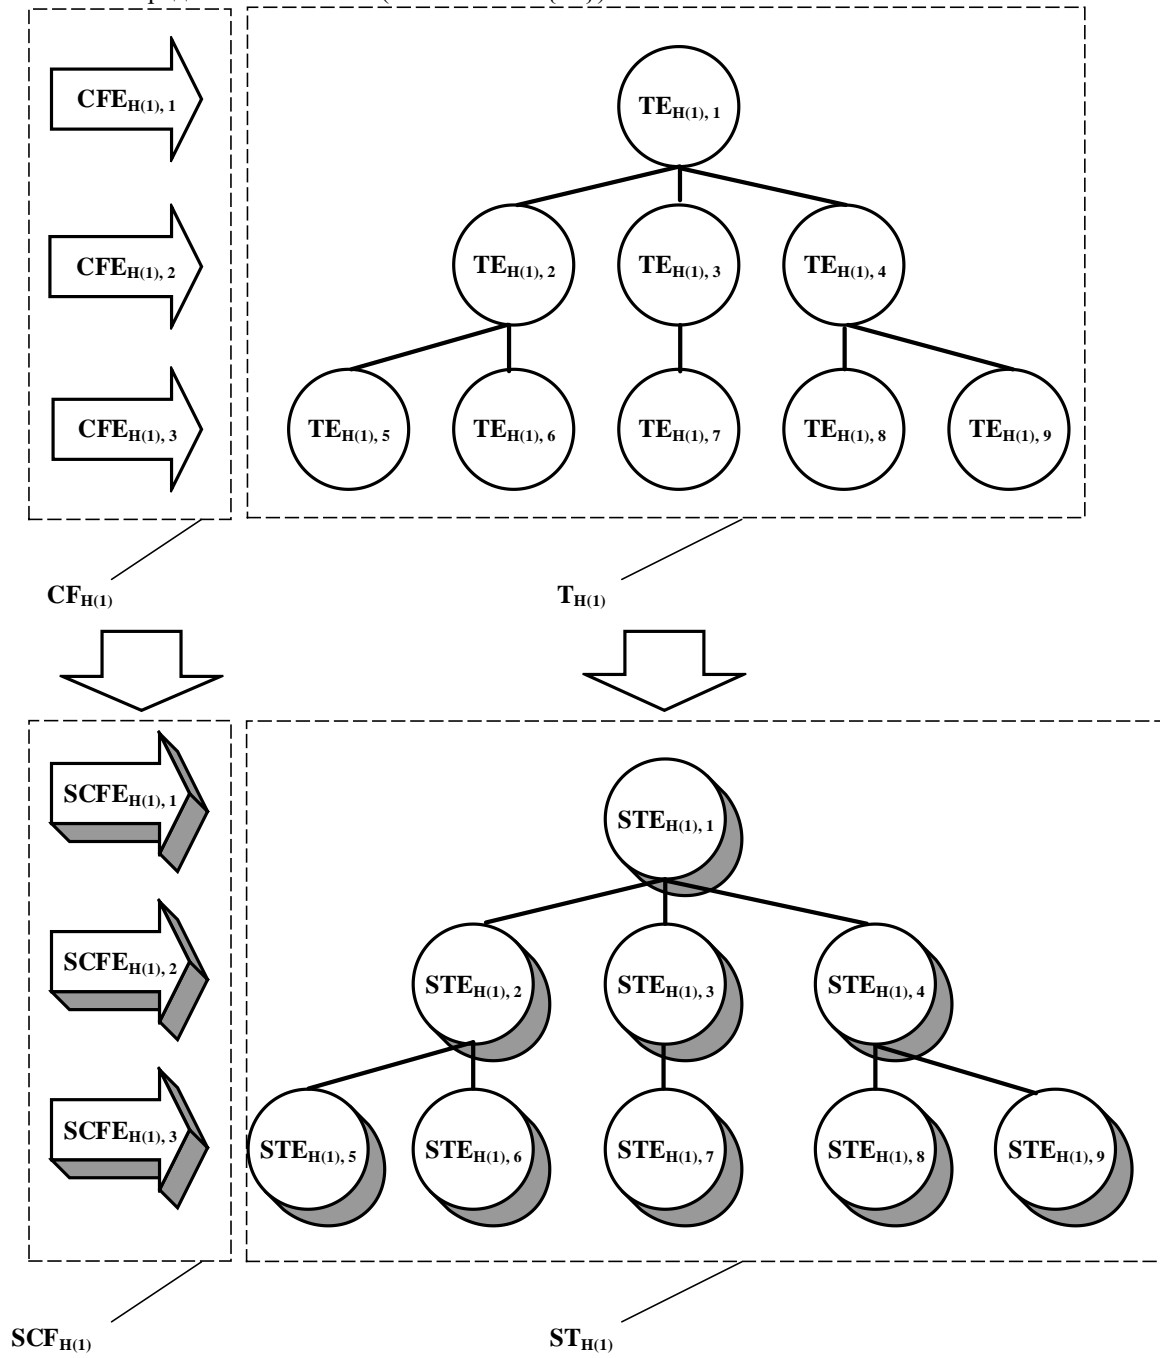 CFE_H(1), 1
TE_H(1), 1
CFE_H(1), 2
TE_H(1), 2
TE_H(1), 3
TE_H(1), 4
CFE_H(1), 3
TE_H(1), 5
TE_H(1), 6
TE_H(1), 7
TE_H(1), 8
TE_H(1), 9
CF_H(1)
T_H(1)
SCFE_H(1), 1
STE_H(1), 1
SCFE_H(1), 2
STE_H(1), 2
STE_H(1), 3
STE_H(1), 4
SCFE_H(1), 3
STE_H(1), 5
STE_H(1), 6
STE_H(1), 7
STE_H(1), 8
STE_H(1), 9
SCF_H(1)
ST_H(1)